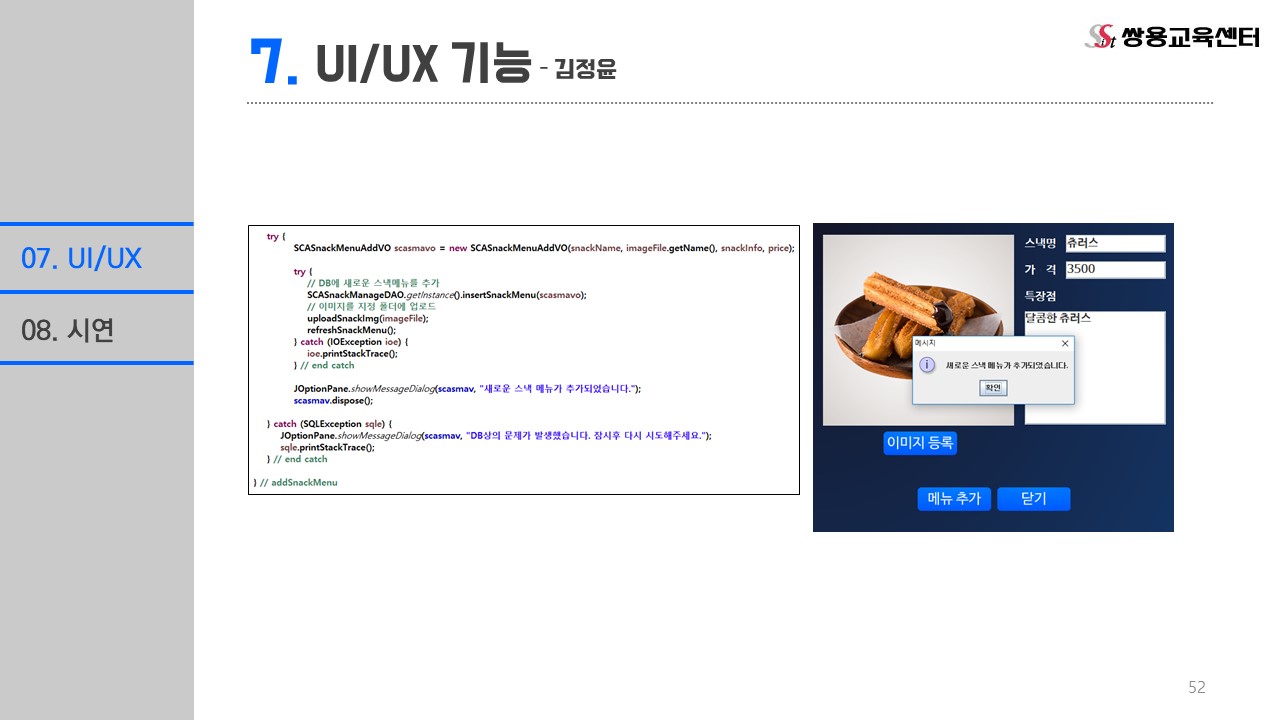 7. UI/UX 기능 - 김정윤
쌍용교육센터
07. UI/UX
08. 시연
try {
SCASnackMenuAddVO scasmavo = new SCASnackMenuAddVO(snackName, imageFile.getName(), snackInfo, price);
try {
// DB에 새로운 스낵메뉴를 추가
SCASnackManageDAO.getInstance().insertSnackMenu(scasmavo);
// 이미지를 지정 폴더에 업로드
uploadSnackImg(imageFile);
refreshSnackMenu();
} catch (IOException ioe) {
ioe.printStackTrace();
} // end catch
JOptionPane.showMessageDialog(scasmav, "새로운 스낵 메뉴가 추가되었습니다.");
scasmav.dispose();
} catch (SQLException sqle) {
JOptionPane.showMessageDialog(scasmav, "DB상의 문제가 발생했습니다. 잠시후 다시 시도해주세요.");
sqle.printStackTrace();
} // end catch
} // addSnackMenu
스낵명 츄러스
가 격 3500
특장점
달콤한 츄러스
메시지
새로운 스낵 메뉴가 추가되었습니다.
확인
이미지 등록
메뉴 추가 닫기
52